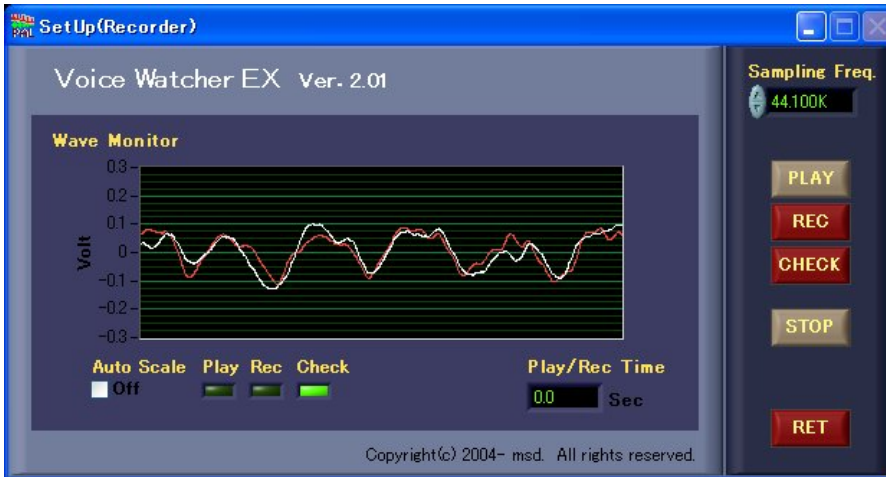 SetUp(Recorder)
Voice Watcher EX Ver. 2.01
Sampling Freq.
44.100K
Wave Monitor
0.3
0.2
0.1
0
-0.1
-0.2
-0.3
Volt
PLAY
REC
CHECK
STOP
RET
Auto Scale Play Rec Check
Off
Play/Rec Time
0.0 Sec
Copyright(c) 2004- msd. All rights reserved.